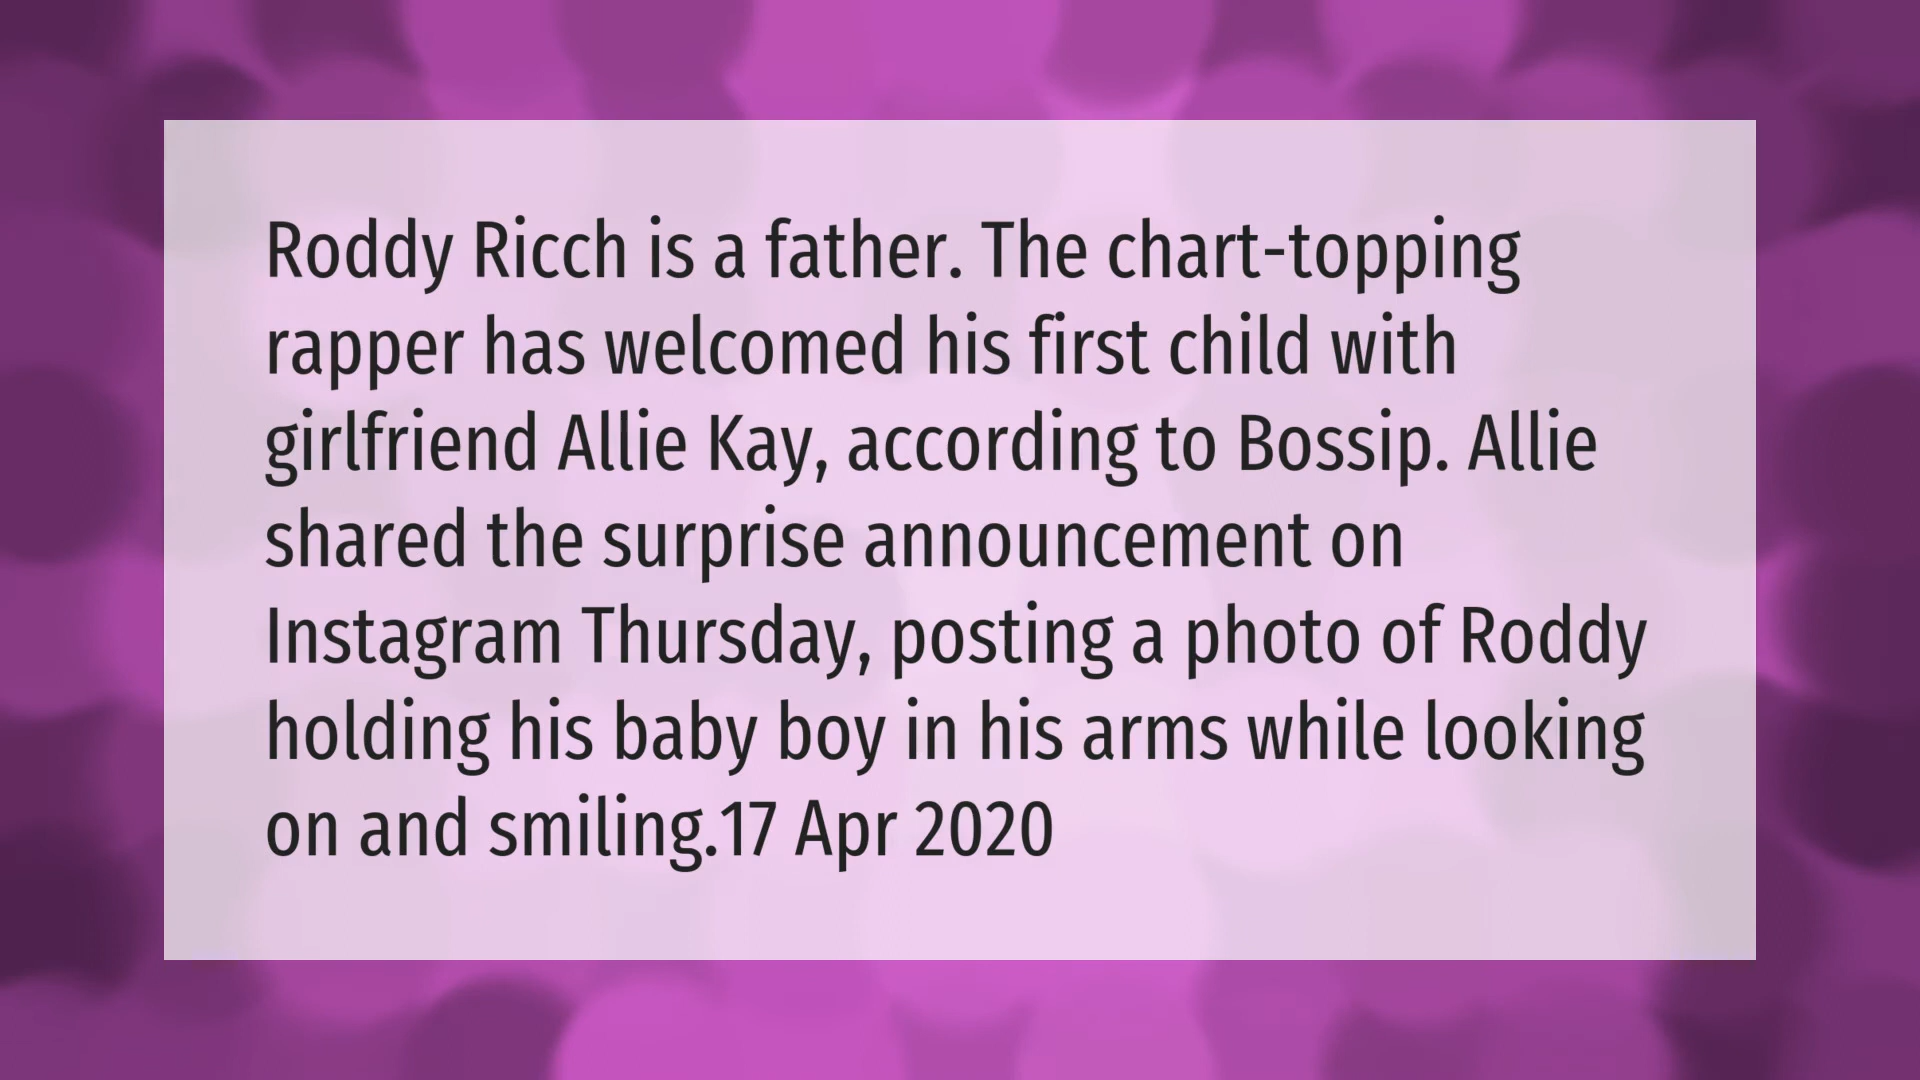 Roddy Ricch is a father. The chart-topping
rapper has welcomed his first child with
girlfriend Allie Kay, according to Bossip. Allie
shared the surprise announcement on
Instagram Thursday, posting a photo of Roddy
holding his baby boy in his arms while looking
on and smiling.17 Apr 2020